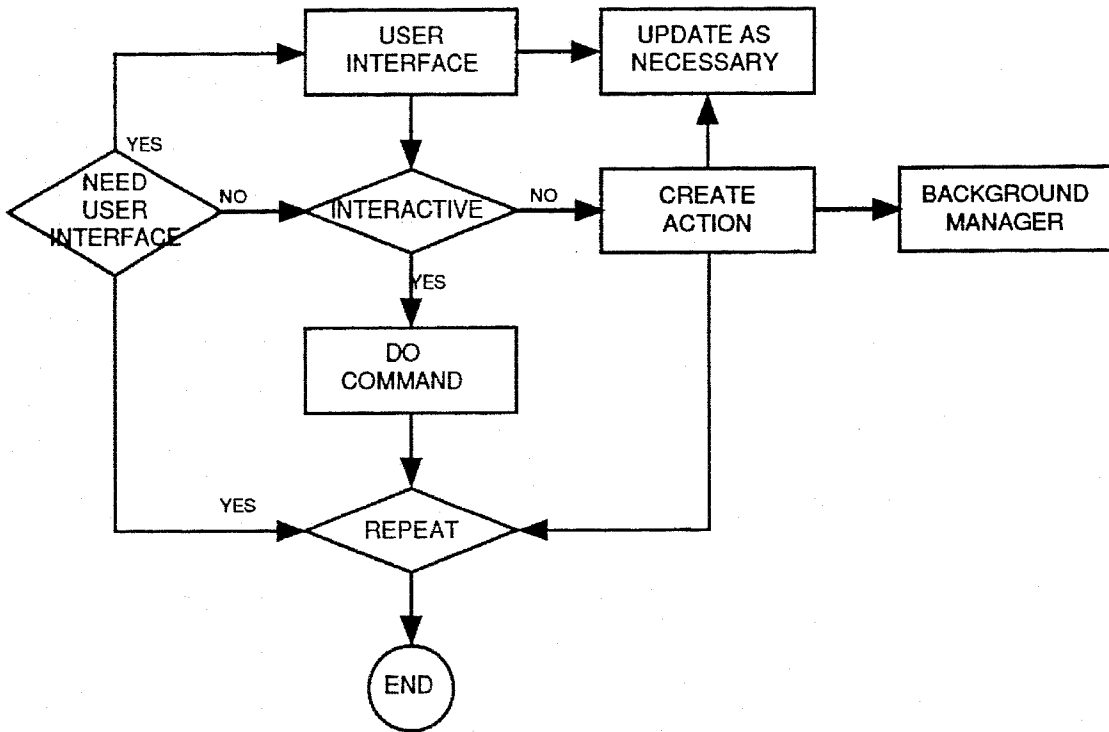 USER
INTERFACE
UPDATE AS
NECESSARY
YES
NEED
USER
INTERFACE
NO
INTERACTIVE
NO
CREATE
ACTION
BACKGROUND
MANAGER
YES
DO
COMMAND
YES
REPEAT
END